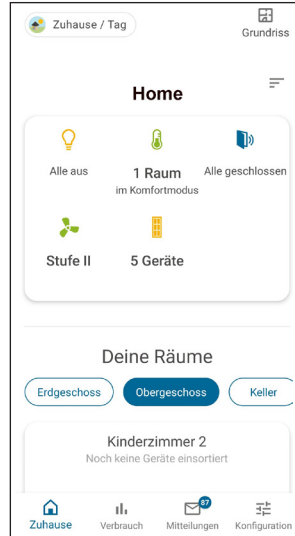 Zuhause / Tag
Grundriss
Home
Alle aus
1 Raum
im Komfortmodus
Alle geschlossen
Stufe II
5 Geräte
Deine Räume
Erdgeschoss
Obergeschoss
Keller
Kinderzimmer 2
Noch keine Geräte einsortiert
87
Zuhause
Verbrauch
Mitteilungen
Konfiguration